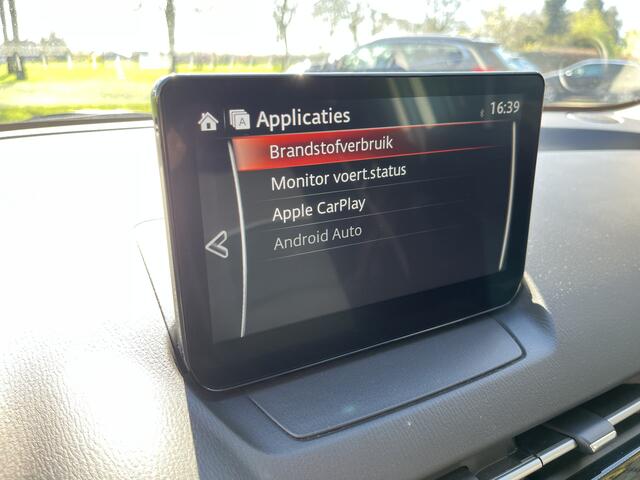 A Applicaties 16:39
Brandstofverbruik
Monitor voert.status
Apple CarPlay
Android Auto